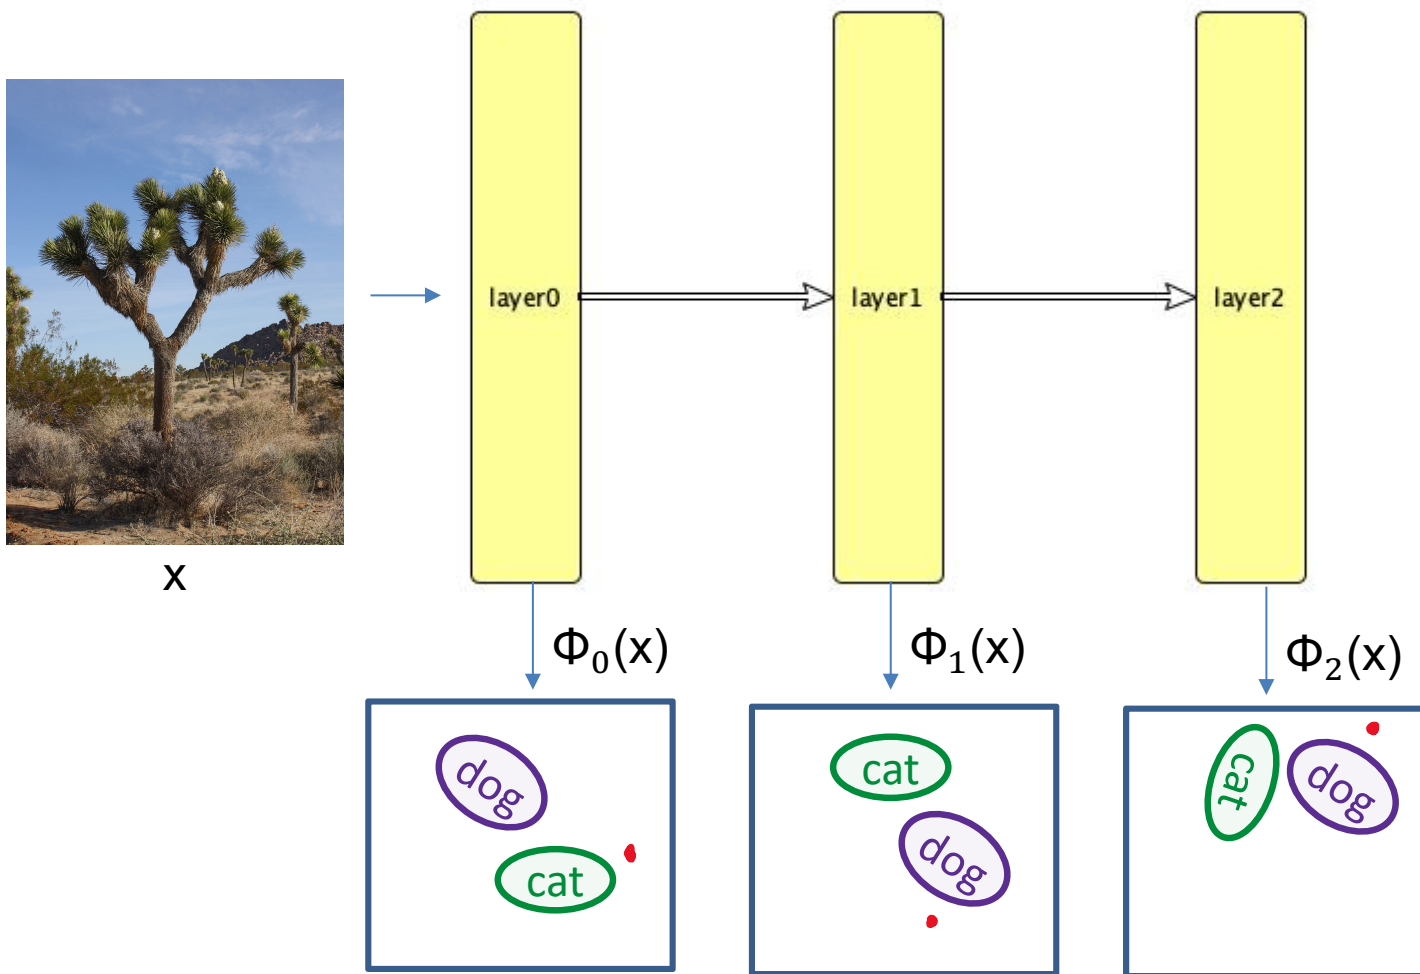 layer0
layer1
layer2
x
Φ₀(x)
Φ₁(x)
Φ₂(x)
dog
cat
cat
dog
cat
dog